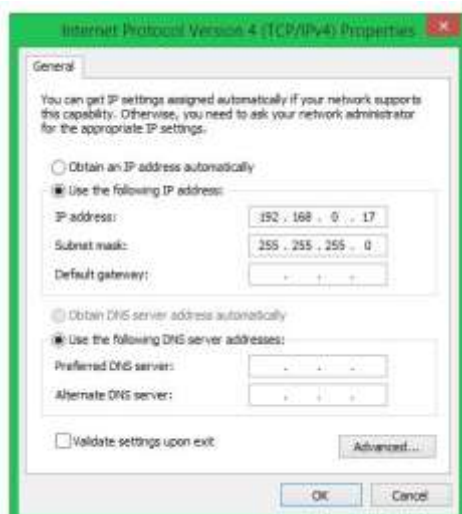 Internet Protocol Version 4 (TCP/IPv4) Properties
General
You can get IP settings assigned automatically if your network supports
this capability. Otherwise, you need to ask your network administrator
for the appropriate IP settings.
Obtain an IP address automatically
Use the following IP address:
IP address: 192 . 168 . 0 . 17
Subnet mask: 255 . 255 . 255 . 0
Default gateway: . . .
Obtain DNS server address automatically
Use the following DNS server addresses:
Preferred DNS server: . . .
Alternate DNS server: . . .
Validate settings upon exit
Advanced...
OK Cancel